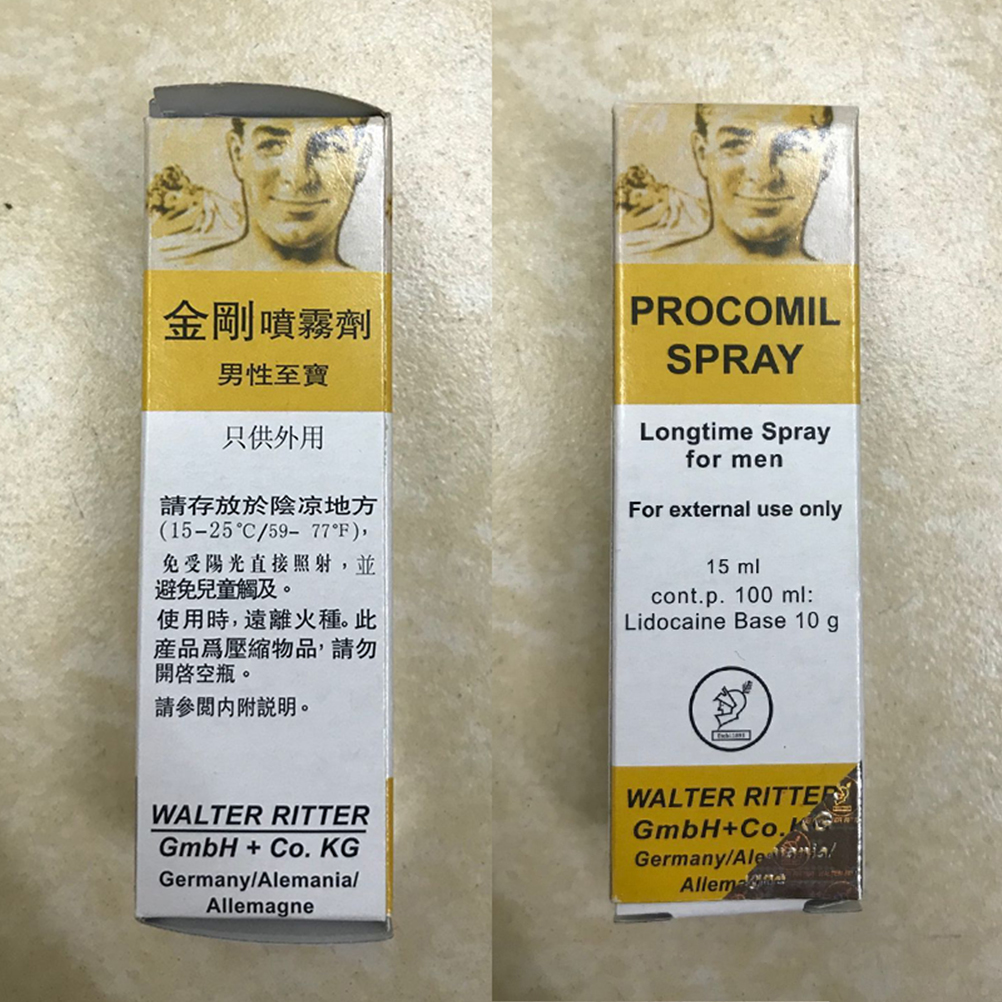 金剛噴霧劑
男性至寶
只供外用
請存放於陰凉地方
(15-25°C/59- 77°F),
免受陽光直接照射，並
避免兒童觸及。
使用時，遠離火種。此
産品爲壓縮物品，請勿
開啓空瓶。
請參閲内附説明。
WALTER RITTER
GmbH + Co. KG
Germany/Alemania/
Allemagne
PROCOMIL
SPRAY
Longtime Spray
for men
For external use only
15 ml
cont.p. 100 ml:
Lidocaine Base 10 g
WALTER RITTER
GmbH+Co.KG
Germany/Alemania/